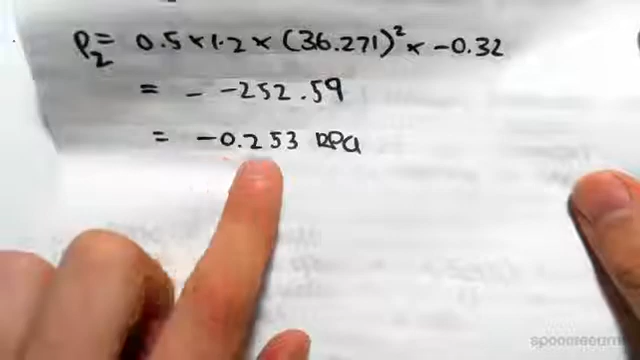 P₂= 0.5 x 1.2 x (36.271)² x -0.32
= - -252.59
= -0.253 kPa